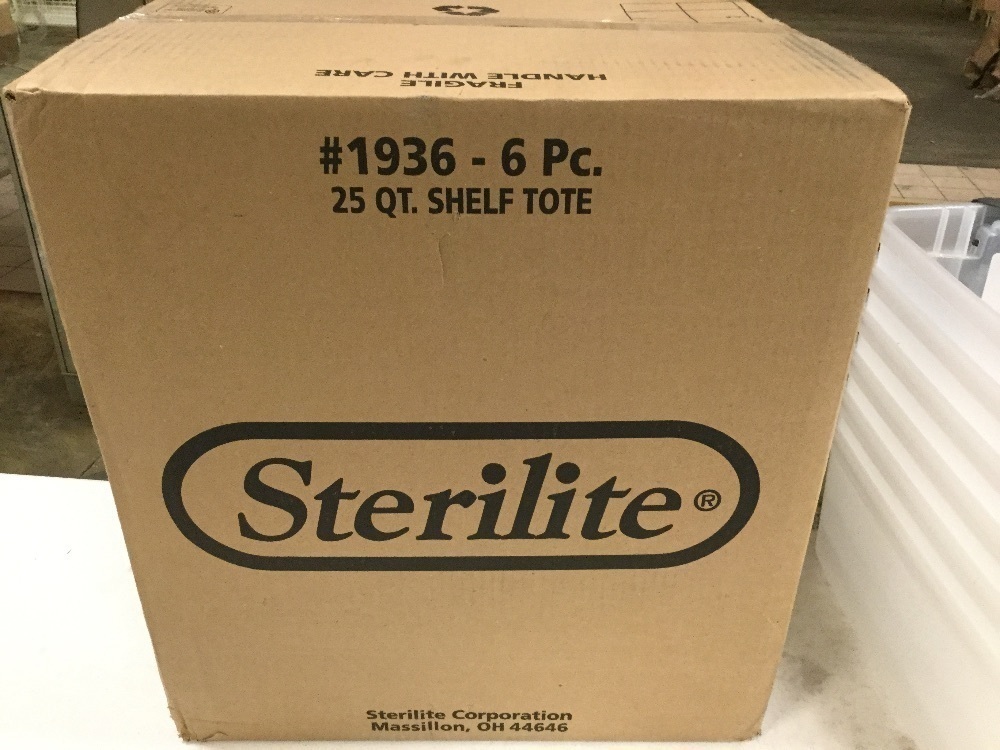 FRAGILE
HANDLE WITH CARE
#1936 - 6 Pc.
25 QT. SHELF TOTE
Sterilite®
Sterilite Corporation
Massillon, OH 44646